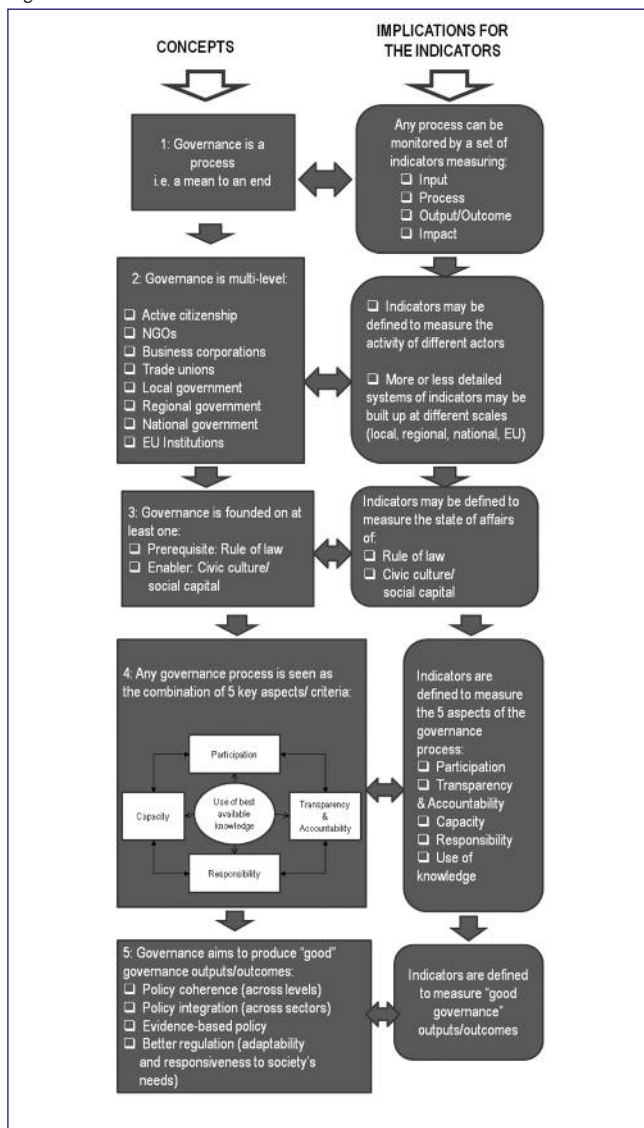 CONCEPTS
IMPLICATIONS FOR
THE INDICATORS
1: Governance is a
process
i.e. a mean to an end
Any process can be
monitored by a set of
indicators measuring:
❑ Input
❑ Process
❑ Output/Outcome
❑ Impact
2: Governance is multi-level:
❑ Active citizenship
❑ NGOs
❑ Business corporations
❑ Trade unions
❑ Local government
❑ Regional government
❑ National government
❑ EU Institutions
❑ Indicators may be
defined to measure the
activity of different actors
❑ More or less detailed
systems of indicators may be
built up at different scales
(local, regional, national, EU)
3: Governance is founded on at
least one:
❑ Prerequisite: Rule of law
❑ Enabler: Civic culture/
social capital
Indicators may be defined to
measure the state of affairs
of:
❑ Rule of law
❑ Civic culture/
social capital
4: Any governance process is seen as
the combination of 5 key aspects/ criteria:
Participation
Capacity
Use of best
available
knowledge
Transparency
&
Accountability
Responsibility
Indicators are
defined to measure
the 5 aspects of the
governance
process:
❑ Participation
❑ Transparency
& Accountability
❑ Capacity
❑ Responsibility
❑ Use of
knowledge
5: Governance aims to produce “good”
governance outputs/outcomes:
❑ Policy coherence (across levels)
❑ Policy integration (across sectors)
❑ Evidence-based policy
❑ Better regulation (adaptability
and responsiveness to society’s
needs)
Indicators are defined
to measure “good
governance”
outputs/outcomes